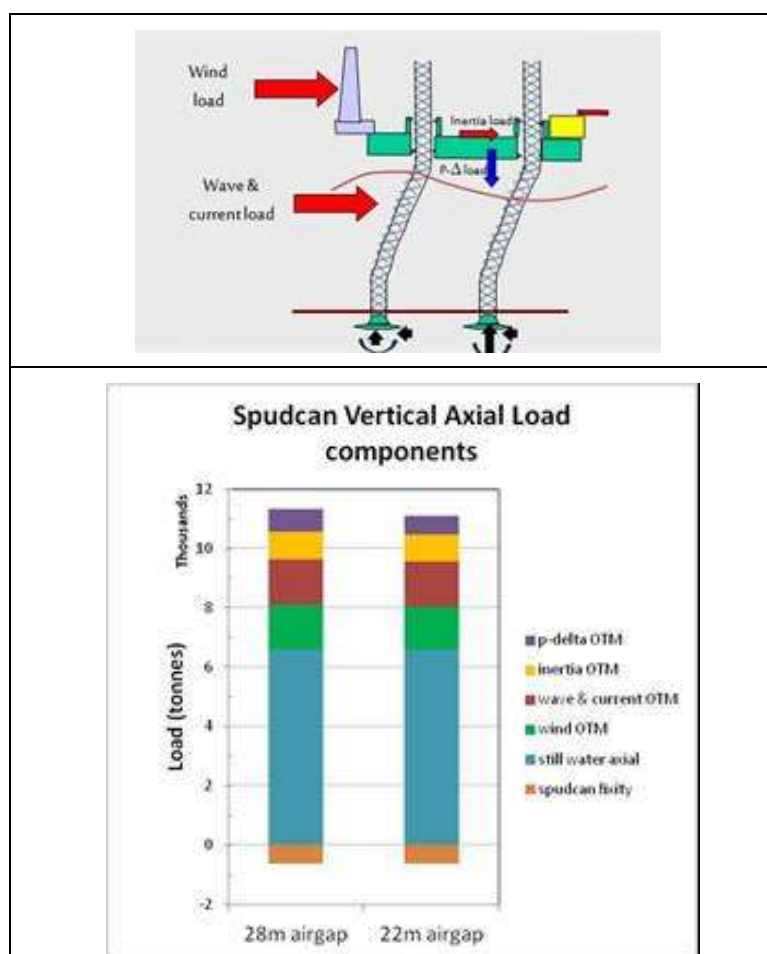 Wind
load
Inertia load
P-Δ load
Wave &
current load
Spudcan Vertical Axial Load
components
Thousands
Load (tonnes)
12
10
8
6
4
2
0
-2
p-delta OTM
inertia OTM
wave & current OTM
wind OTM
still water axial
spudcan fixity
28m airgap 22m airgap